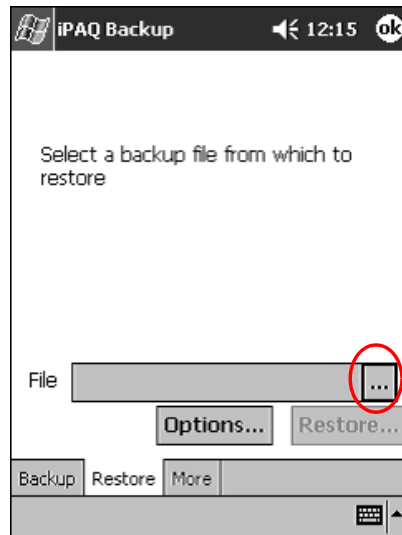 iPAQ Backup 12:15 ok
Select a backup file from which to
restore
File ...
Options... Restore...
Backup Restore More